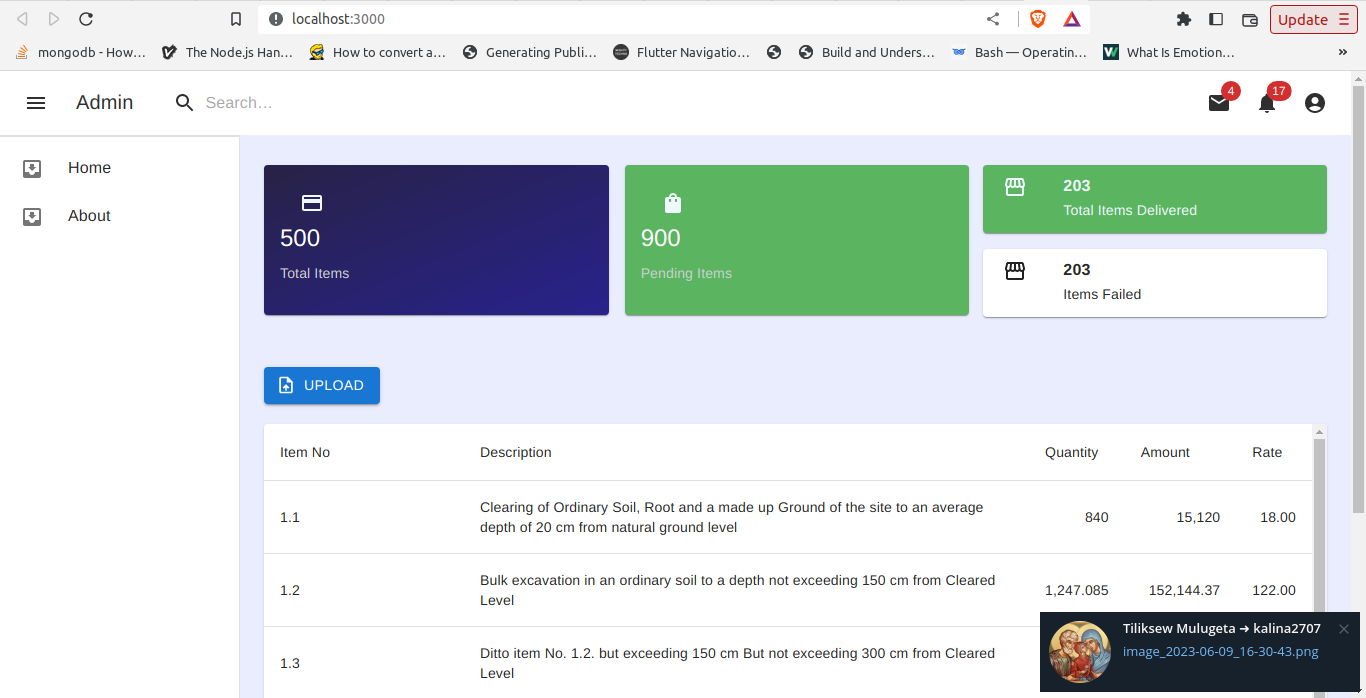 localhost:3000
Update
mongodb - How...
The Node.js Han...
How to convert a...
Generating Publi...
Flutter Navigatio...
Build and Unders...
Bash — Operatin...
What Is Emotion...
»
Admin
Search…
4
17
Home
About
500
Total Items
900
Pending Items
203
Total Items Delivered
203
Items Failed
UPLOAD
Item No Description Quantity Amount Rate
1.1 Clearing of Ordinary Soil, Root and a made up Ground of the site to an average
depth of 20 cm from natural ground level 840 15,120 18.00
1.2 Bulk excavation in an ordinary soil to a depth not exceeding 150 cm from Cleared
Level 1,247.085 152,144.37 122.00
1.3 Ditto item No. 1.2. but exceeding 150 cm But not exceeding 300 cm from Cleared
Level
Tiliksew Mulugeta ➜ kalina2707
image_2023-06-09_16-30-43.png